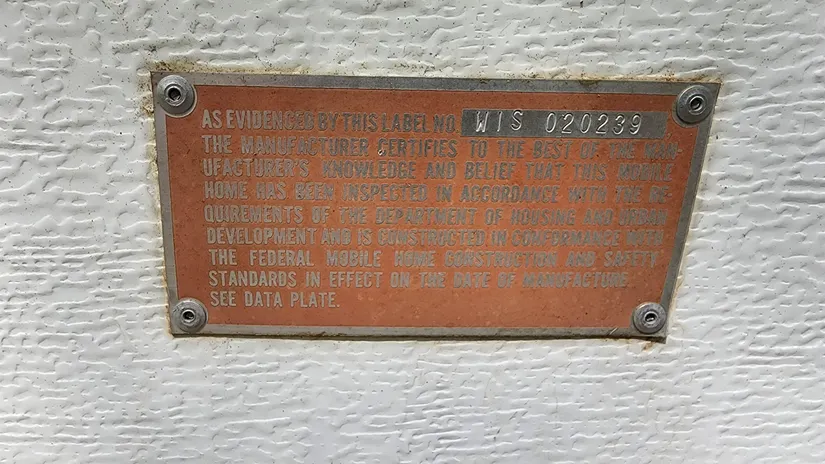 AS EVIDENCED BY THIS LABEL NO. WIS 020239
THE MANUFACTURER CERTIFIES TO THE BEST OF THE MAN-
UFACTURER'S KNOWLEDGE AND BELIEF THAT THIS MOBILE
HOME HAS BEEN INSPECTED IN ACCORDANCE WITH THE RE-
QUIREMENTS OF THE DEPARTMENT OF HOUSING AND URBAN
DEVELOPMENT AND IS CONSTRUCTED IN CONFORMANCE WITH
THE FEDERAL MOBILE HOME CONSTRUCTION AND SAFETY
STANDARDS IN EFFECT ON THE DATE OF MANUFACTURE.
SEE DATA PLATE.